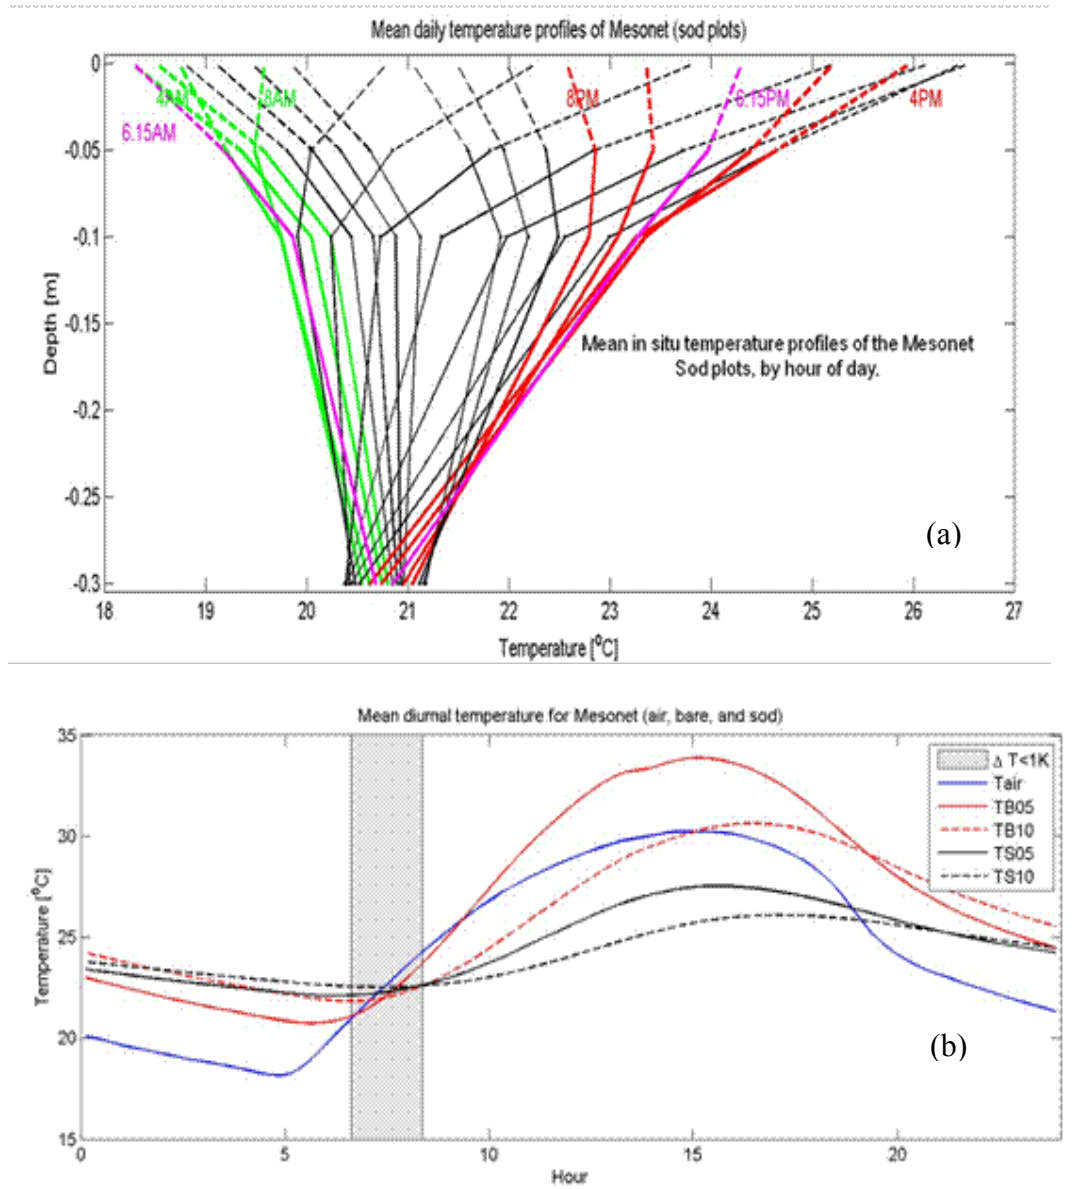 Mean daily temperature profiles of Mesonet (sod plots)
0
4AM
8AM
8PM
6:15PM
4PM
6.15AM
-0.05
-0.1
-0.15
Depth [m]
Mean in situ temperature profiles of the Mesonet
Sod plots, by hour of day.
-0.2
-0.25
(a)
-0.3
18 19 20 21 22 23 24 25 26 27
Temperature [⁰C]
Mean diurnal temperature for Mesonet (air, bare, and sod)
35
Δ T<1K
Tair
TB05
TB10
TS05
TS10
30
25
Temperature [⁰C]
20
(b)
15
0 5 10 15 20
Hour